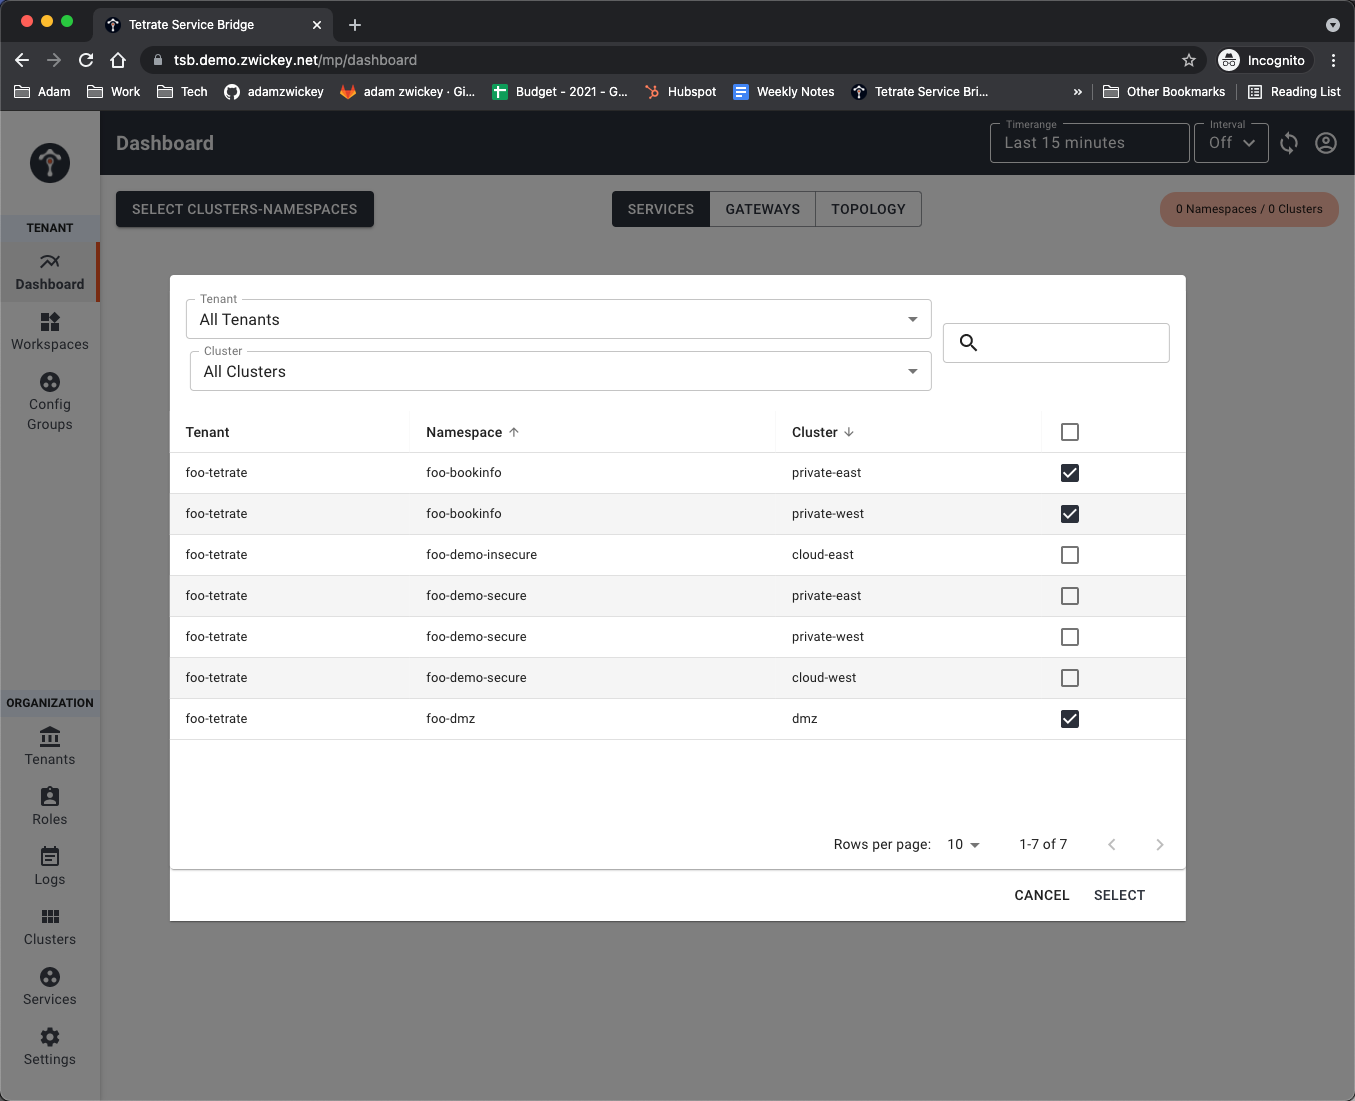 Tetrate Service Bridge
tsb.demo.zwickey.net/mp/dashboard
Incognito
Adam Work Tech adamzwickey adam zwickey · Gi... Budget - 2021 - G... Hubspot Weekly Notes Tetrate Service Bri... » Other Bookmarks Reading List
Dashboard
Timerange
Last 15 minutes
Interval
Off
SELECT CLUSTERS-NAMESPACES
SERVICES GATEWAYS TOPOLOGY
0 Namespaces / 0 Clusters
TENANT
Dashboard
Workspaces
Config
Groups
ORGANIZATION
Tenants
Roles
Logs
Clusters
Services
Settings
Tenant
All Tenants
Cluster
All Clusters
Tenant Namespace Cluster
foo-tetrate foo-bookinfo private-east
foo-tetrate foo-bookinfo private-west
foo-tetrate foo-demo-insecure cloud-east
foo-tetrate foo-demo-secure private-east
foo-tetrate foo-demo-secure private-west
foo-tetrate foo-demo-secure cloud-west
foo-tetrate foo-dmz dmz
Rows per page: 10 1-7 of 7
CANCEL SELECT